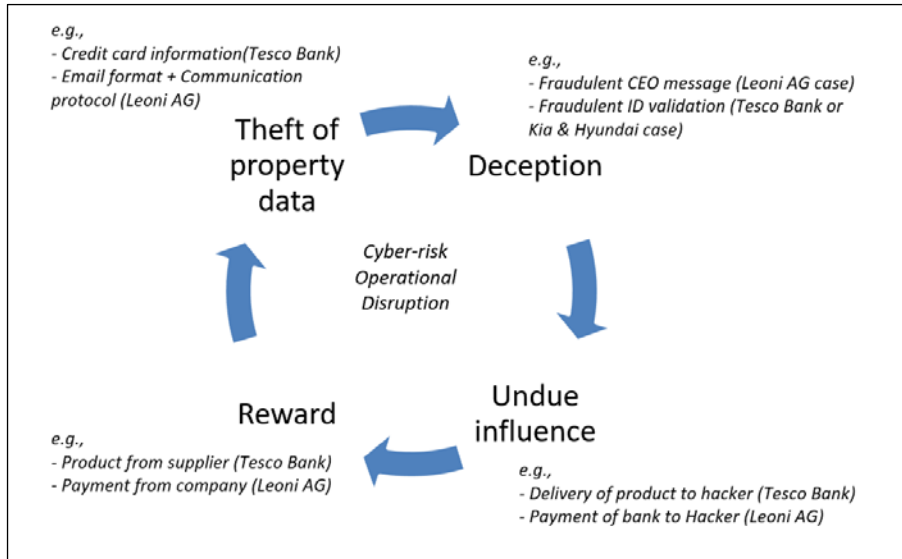 e.g.,
- Credit card information(Tesco Bank)
- Email format + Communication
protocol (Leoni AG)
Theft of
property
data
e.g.,
- Fraudulent CEO message (Leoni AG case)
- Fraudulent ID validation (Tesco Bank or
Kia & Hyundai case)
Deception
Cyber-risk
Operational
Disruption
Undue
influence
e.g.,
- Delivery of product to hacker (Tesco Bank)
- Payment of bank to Hacker (Leoni AG)
Reward
e.g.,
- Product from supplier (Tesco Bank)
- Payment from company (Leoni AG)